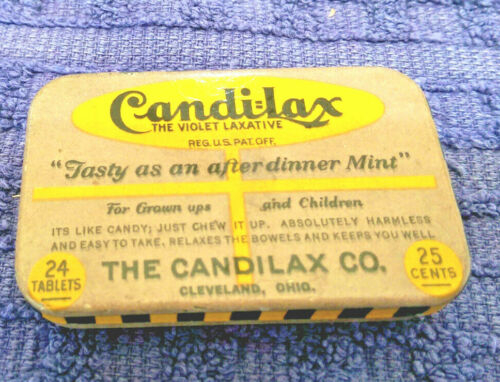 Candi-lax
THE VIOLET LAXATIVE
REG. U.S. PAT. OFF.
"Tasty as an after dinner Mint"
For Grown ups and Children
ITS LIKE CANDY; JUST CHEW IT UP. ABSOLUTELY HARMLESS
AND EASY TO TAKE, RELAXES THE BOWELS AND KEEPS YOU WELL
24
TABLETS
THE CANDILAX CO.
CLEVELAND, OHIO.
25
CENTS